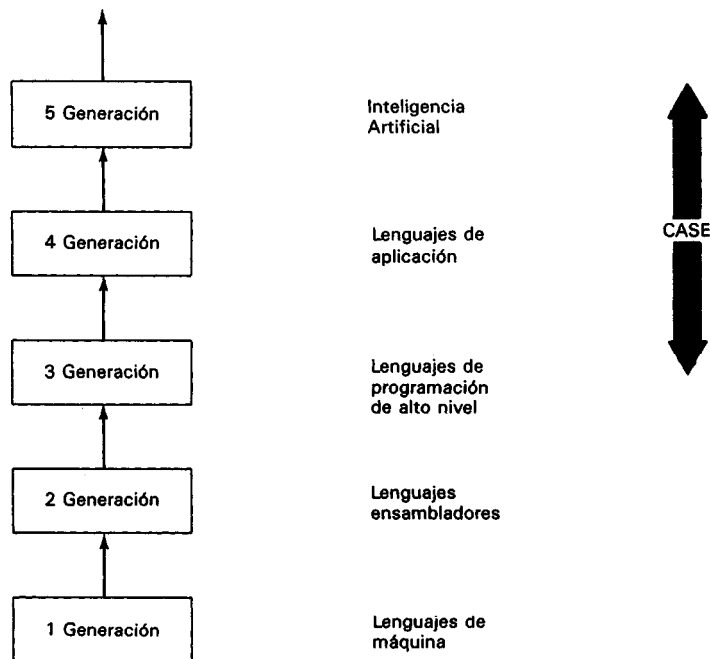 5 Generación
Inteligencia
Artificial
4 Generación
Lenguajes de
aplicación
CASE
3 Generación
Lenguajes de
programación
de alto nivel
2 Generación
Lenguajes
ensambladores
1 Generación
Lenguajes de
máquina